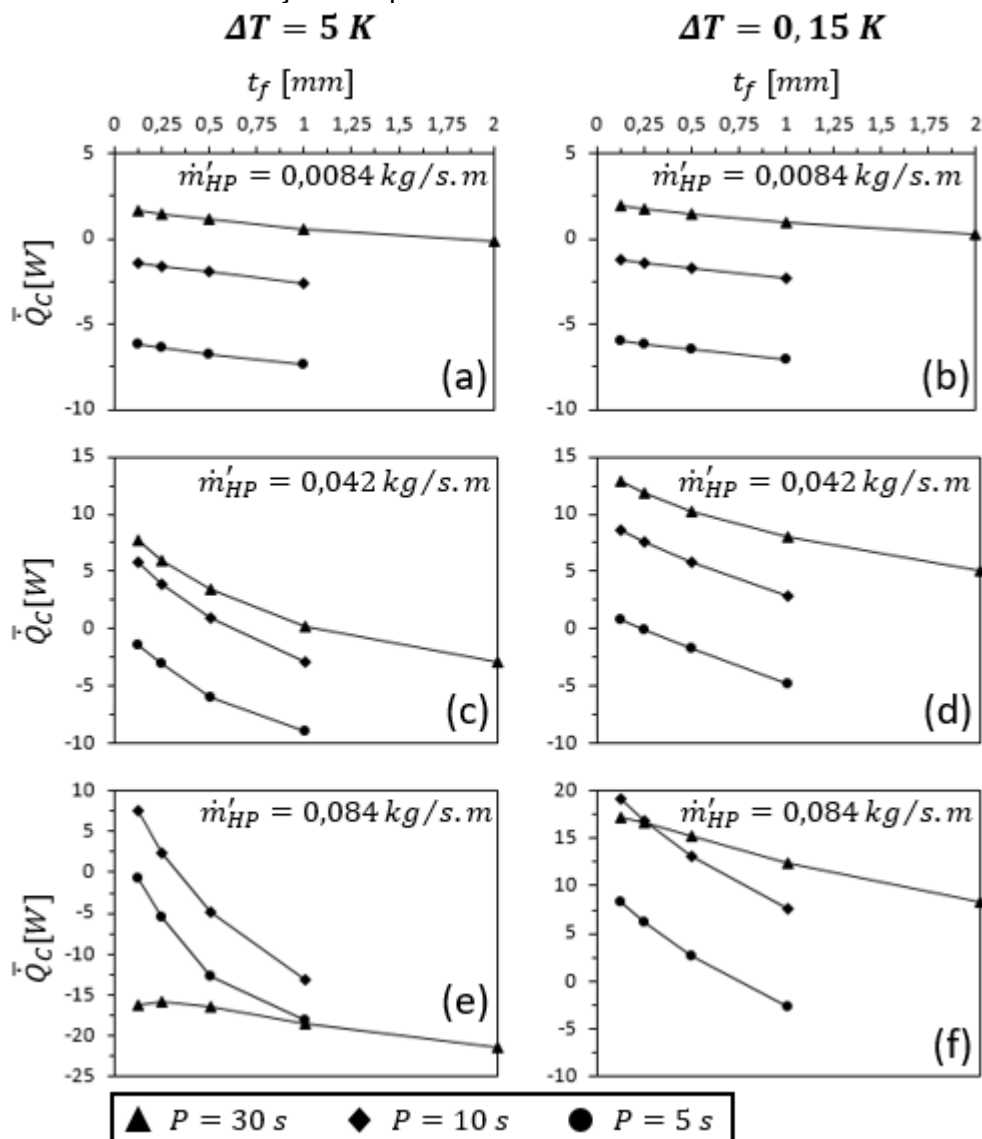 ΔT = 5 K ΔT = 0,15 K
t_f [mm] t_f [mm]
0 0,25 0,5 0,75 1 1,25 1,5 1,75 2 0 0,25 0,5 0,75 1 1,25 1,5 1,75 2
5 5
ṁ'_HP = 0,0084 kg/s.m ṁ'_HP = 0,0084 kg/s.m
0 0
Q̇̄_C[W]
-5 -5
(a) (b)
-10 -10
15 15
ṁ'_HP = 0,042 kg/s.m ṁ'_HP = 0,042 kg/s.m
10 10
5 5
Q̇̄_C[W]
0 0
-5 -5
(c) (d)
-10 -10
10 20
ṁ'_HP = 0,084 kg/s.m ṁ'_HP = 0,084 kg/s.m
5 15
0 10
-5 5
Q̇̄_C[W]
-10 0
-15
-20 -5
(e) (f)
-25 -10
▲ P = 30 s ◆ P = 10 s ● P = 5 s